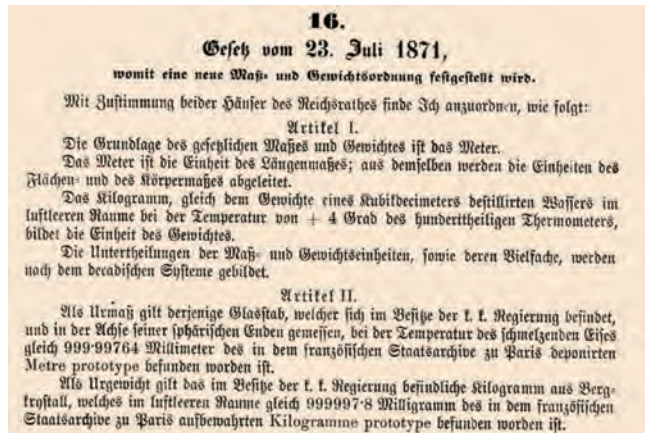 16.
Gesetz vom 23. Juli 1871,
womit eine neue Maß- und Gewichtsordnung festgestellt wird.
Mit Zustimmung beider Häuser des Reichsrathes finde Ich anzuordnen, wie folgt:
Artikel I.
Die Grundlage des gesetzlichen Maßes und Gewichtes ist das Meter.
Das Meter ist die Einheit des Längenmaßes; aus demselben werden die Einheiten des
Flächen- und des Körpermaßes abgeleitet.
Das Kilogramm, gleich dem Gewichte eines Kubikdecimeters destillirten Wassers im
luftleeren Raume bei der Temperatur von + 4 Grad des hunderttheiligen Thermometers,
bildet die Einheit des Gewichtes.
Die Untertheilungen der Maß- und Gewichtseinheiten, sowie deren Vielfache, werden
nach dem decadischen Systeme gebildet.
Artikel II.
Als Urmaß gilt derjenige Glasstab, welcher sich im Besitze der k. k. Regierung befindet,
und in der Achse seiner sphärischen Enden gemessen, bei der Temperatur des schmelzenden Eises
gleich 999·99764 Millimeter des in dem französischen Staatsarchive zu Paris deponirten
Metre prototype befunden worden ist.
Als Urgewicht gilt das im Besitze der k. k. Regierung befindliche Kilogramm aus Berg-
krystall, welches im luftleeren Raume gleich 999997·8 Milligramm des in dem französischen
Staatsarchive zu Paris aufbewahrten Kilogramme prototype befunden worden ist.